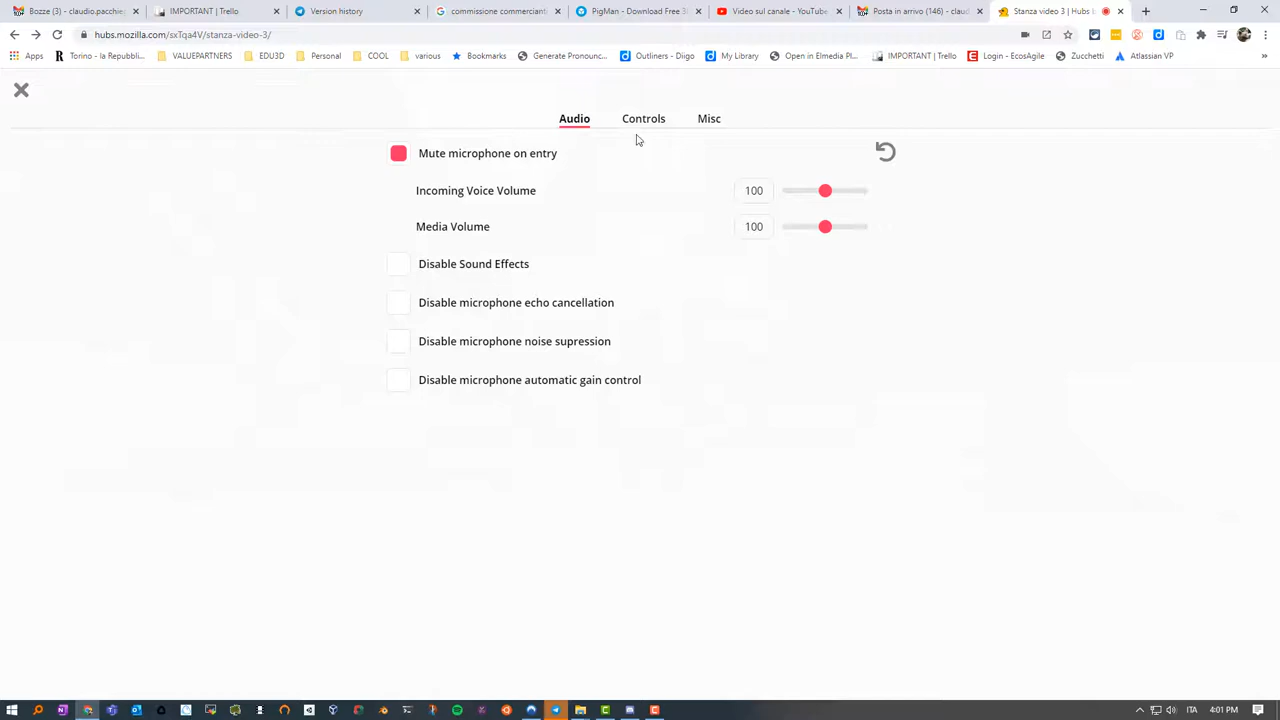 Bozze (3) - claudio.pacchieg
IMPORTANT | Trello
Version history
commissione commercianti
PigMan - Download Free 3D
Video sul canale - YouTube
Posta in arrivo (146) - claud
Stanza video 3 | Hubs b
hubs.mozilla.com/sxTqa4V/stanza-video-3/
Apps
Torino - la Repubbli...
VALUEPARTNERS
EDU3D
Personal
COOL
various
Bookmarks
Generate Pronounc...
Outliners - Diigo
My Library
Open in Elmedia Pl...
IMPORTANT | Trello
Login - EcosAgile
Zucchetti
Atlassian VP
»
Audio
Controls
Misc
Mute microphone on entry
Incoming Voice Volume
100
Media Volume
100
Disable Sound Effects
Disable microphone echo cancellation
Disable microphone noise supression
Disable microphone automatic gain control
ITA
4:01 PM